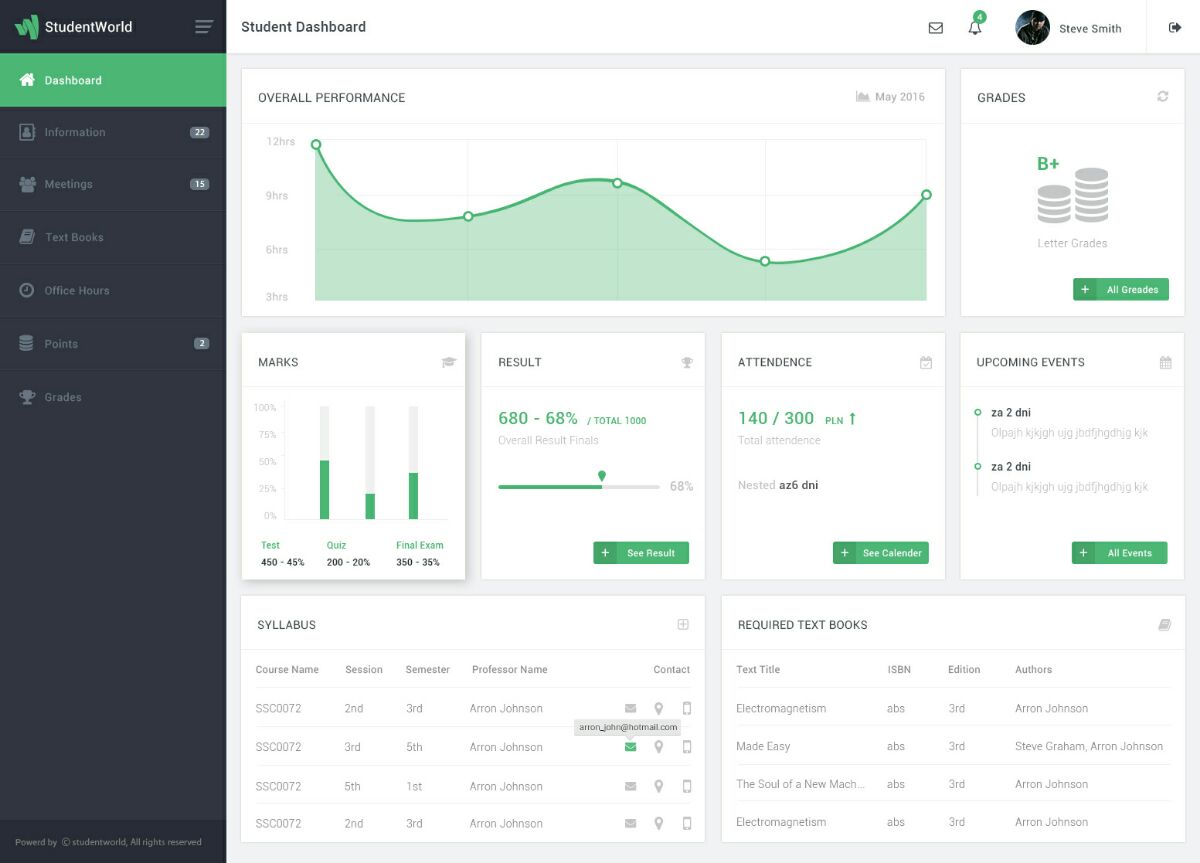 StudentWorld
Student Dashboard
4
Steve Smith
Dashboard
Information 22
Meetings 15
Text Books
Office Hours
Points 2
Grades
Powerd by © studentworld, All rights reserved
OVERALL PERFORMANCE
May 2016
12hrs
9hrs
6hrs
3hrs
GRADES
B+
Letter Grades
+ All Greades
MARKS
100%
75%
50%
25%
0%
Test Quiz Final Exam
450 - 45% 200 - 20% 350 - 35%
RESULT
680 - 68% / TOTAL 1000
Overall Result Finals
68%
+ See Result
ATTENDENCE
140 / 300 PLN
Total attendence
Nested az6 dni
+ See Calender
UPCOMING EVENTS
za 2 dni
Olpajh kjkjgh ujg jbdfjhgdhjg kjk
za 2 dni
Olpajh kjkjgh ujg jbdfjhgdhjg kjk
+ All Events
SYLLABUS
Course Name Session Semester Professor Name Contact
SSC0072 2nd 3rd Arron Johnson
arron_john@hotmail.com
SSC0072 3rd 5th Arron Johnson
SSC0072 5th 1st Arron Johnson
SSC0072 2nd 3rd Arron Johnson
REQUIRED TEXT BOOKS
Text Title ISBN Edition Authors
Electromagnetism abs 3rd Arron Johnson
Made Easy abs 3rd Steve Graham, Arron Johnson
The Soul of a New Mach... abs 3rd Arron Johnson
Electromagnetism abs 3rd Arron Johnson